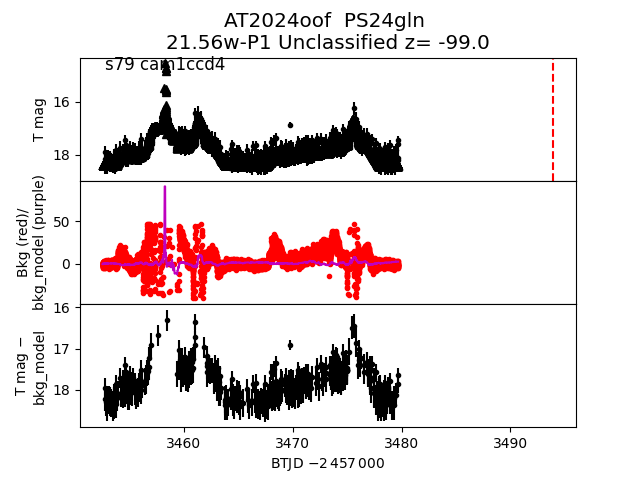 AT2024oof  PS24gln
21.56w-P1 Unclassified z= -99.0
s79 cam1ccd4
T mag
16
18
Bkg (red)/
bkg_model (purple)
50
0
T mag −
bkg_model
16
17
18
3460
3470
3480
3490
BTJD −2 457 000